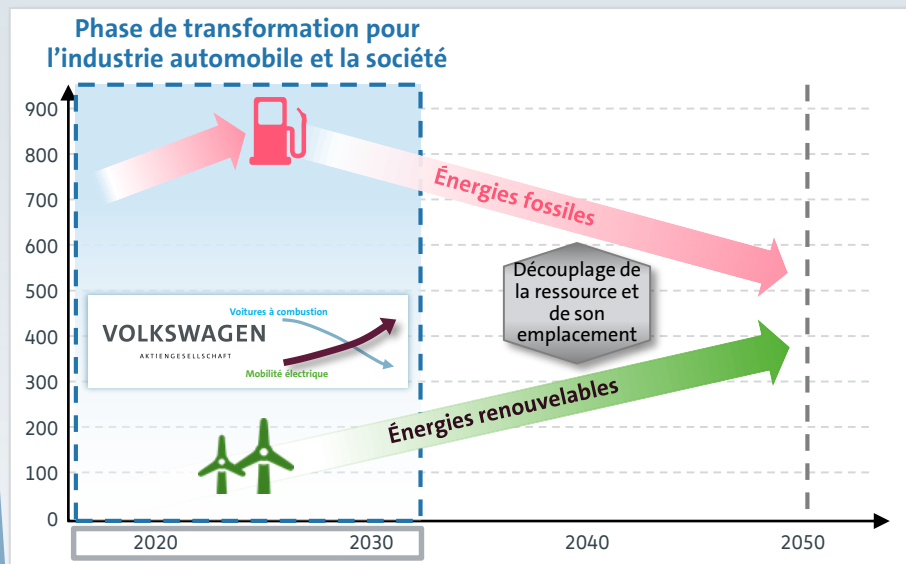 Phase de transformation pour
l’industrie automobile et la société
900
800
700
600
500
400
300
200
100
0
Énergies fossiles
Découplage de
la ressource et
de son
emplacement
Voitures à combustion
VOLKSWAGEN
AKTIENGESELLSCHAFT
Mobilité électrique
Énergies renouvelables
2020
2030
2040
2050